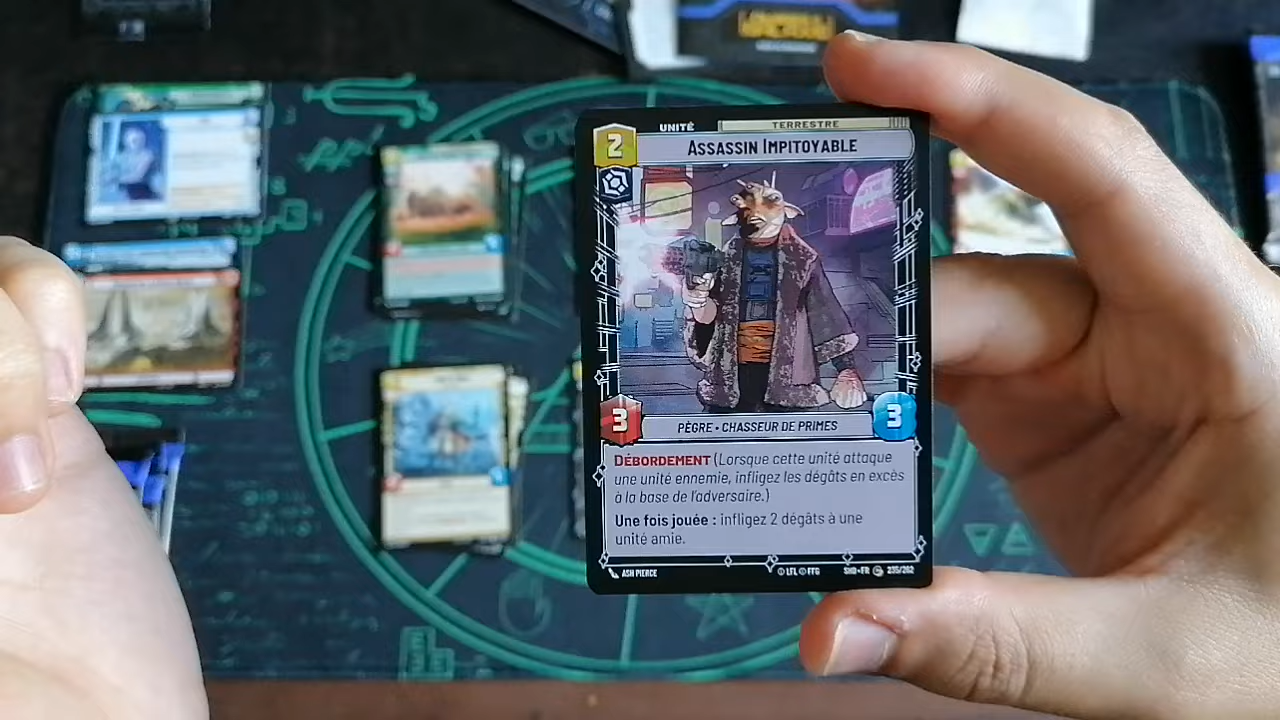 2
UNITÉ
TERRESTRE
ASSASSIN IMPITOYABLE
3
PÈGRE • CHASSEUR DE PRIMES
3
DÉBORDEMENT (Lorsque cette unité attaque
une unité ennemie, infligez les dégâts en excès
à la base de l'adversaire.)
Une fois jouée : infligez 2 dégâts à une
unité amie.
ASH PIERCE
© LFL © FFG
SHD • FR
235/262